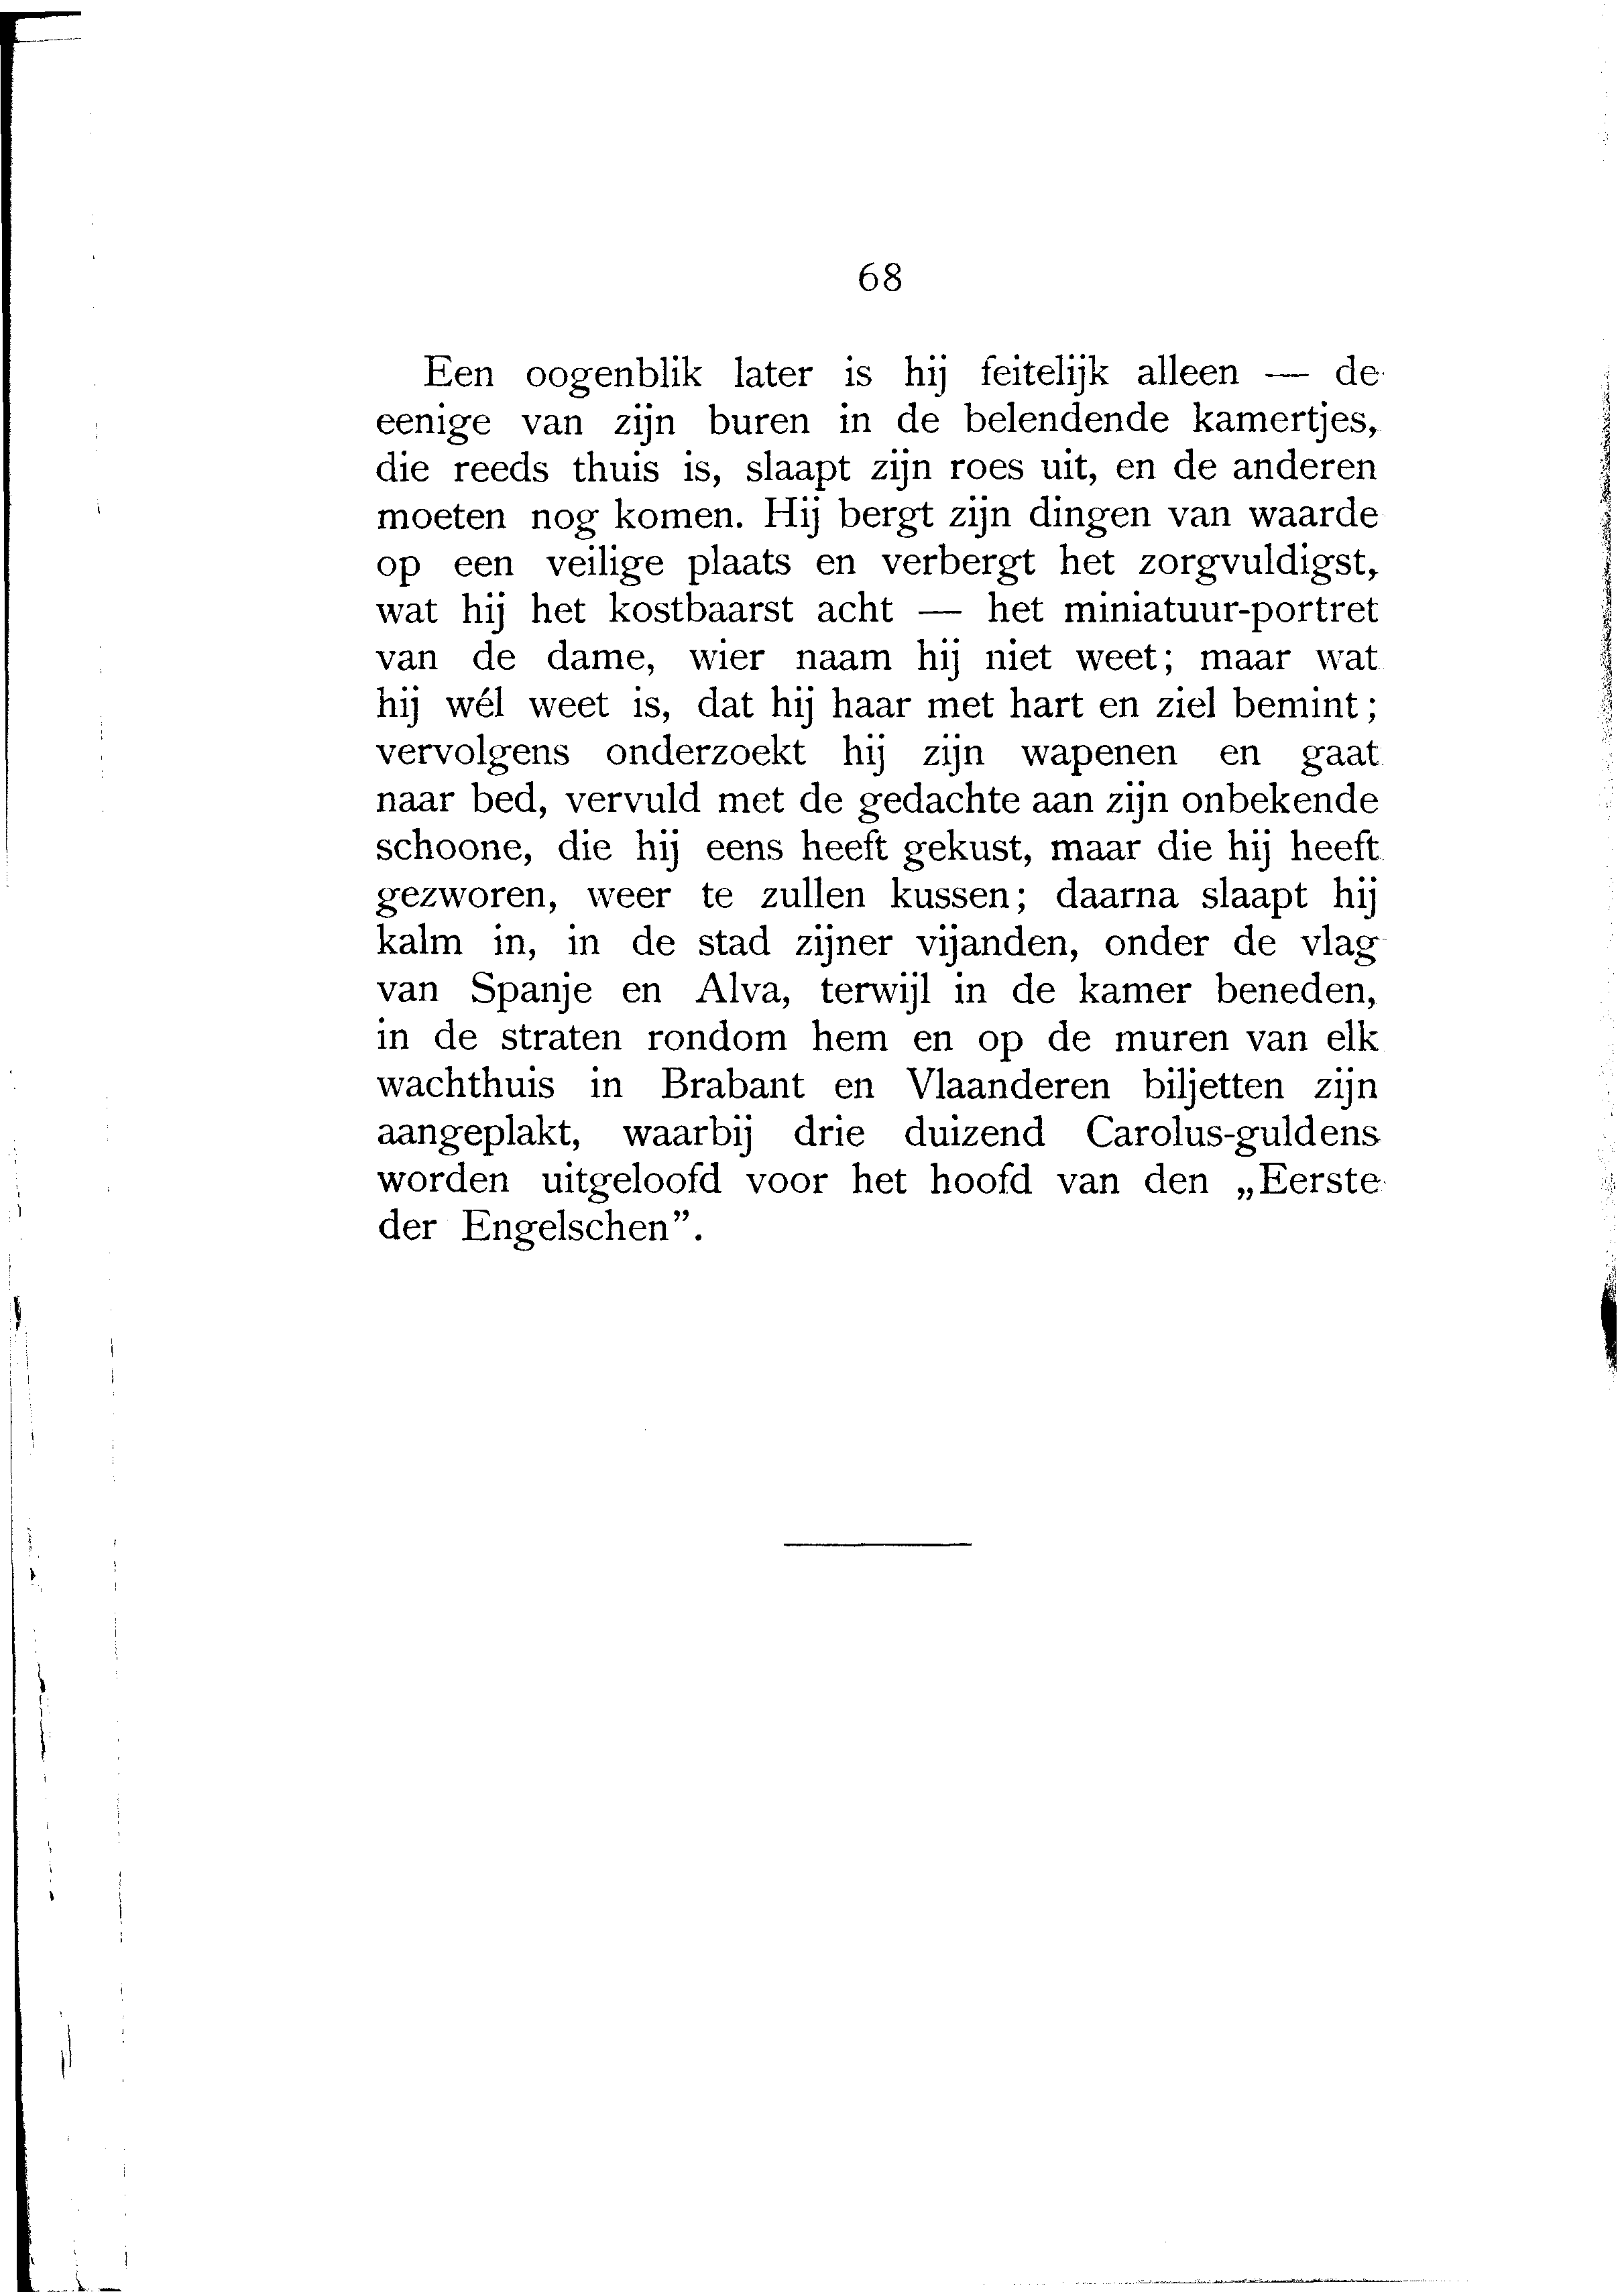 68
Een oogenblik later is hij feitelijk alleen — de
eenige van zijn buren in de belendende kamertjes,
die reeds thuis is, slaapt zijn roes uit, en de anderen
moeten nog komen. Hij bergt zijn dingen van waarde
op een veilige plaats en verbergt het zorgvuldigst,
wat hij het kostbaarst acht — het miniatuur-portret
van de dame, wier naam hij niet weet; maar wat
hij wél weet is, dat hij haar met hart en ziel bemint;
vervolgens onderzoekt hij zijn wapenen en gaat
naar bed, vervuld met de gedachte aan zijn onbekende
schoone, die hij eens heeft gekust, maar die hij heeft
gezworen, weer te zullen kussen; daarna slaapt hij
kalm in, in de stad zijner vijanden, onder de vlag
van Spanje en Alva, terwijl in de kamer beneden,
in de straten rondom hem en op de muren van elk
wachthuis in Brabant en Vlaanderen biljetten zijn
aangeplakt, waarbij drie duizend Carolus-guldens
worden uitgeloofd voor het hoofd van den „Eerste
der Engelschen”.